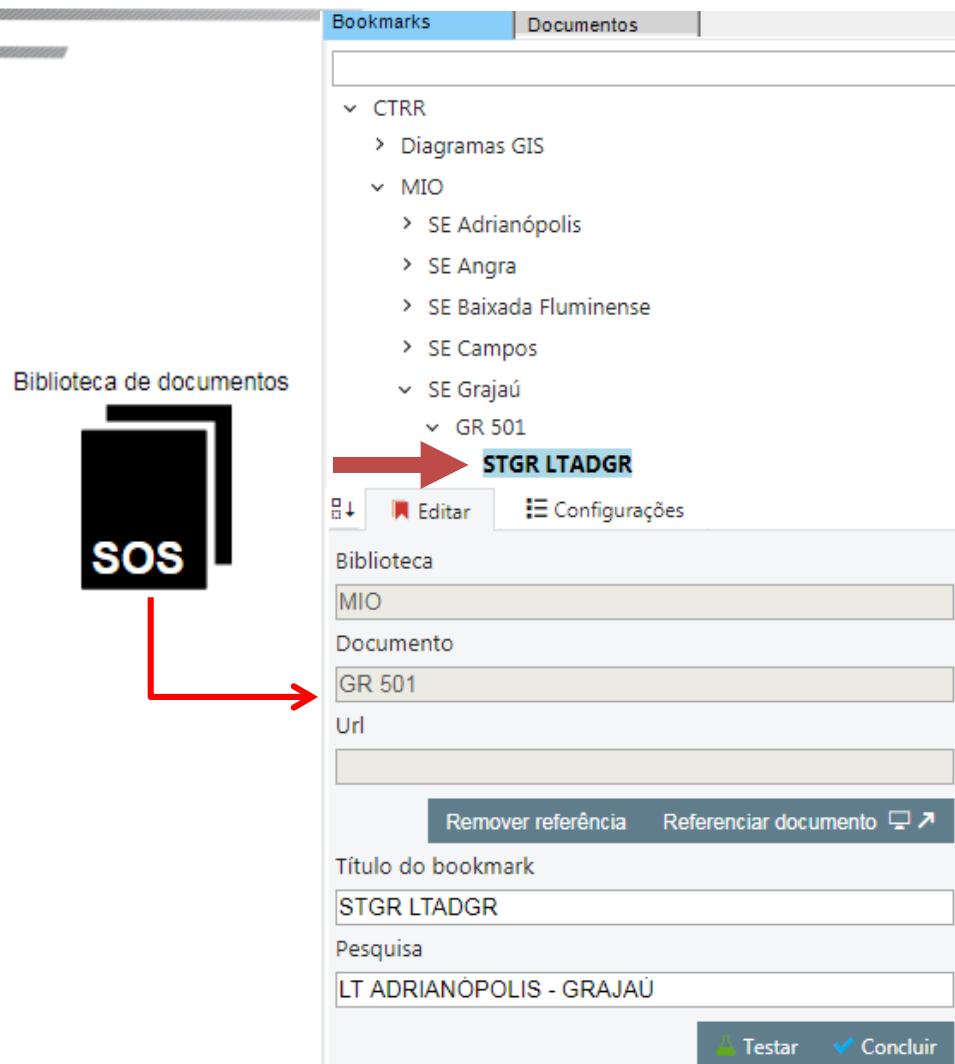 Bookmarks
Documentos
CTRR
Diagramas GIS
MIO
SE Adrianópolis
SE Angra
SE Baixada Fluminense
SE Campos
SE Grajaú
GR 501
STGR LTADGR
Biblioteca de documentos
SOS
Editar
Configurações
Biblioteca
MIO
Documento
GR 501
Url
Remover referência
Referenciar documento
Título do bookmark
STGR LTADGR
Pesquisa
LT ADRIANÓPOLIS - GRAJAÚ
Testar
Concluir